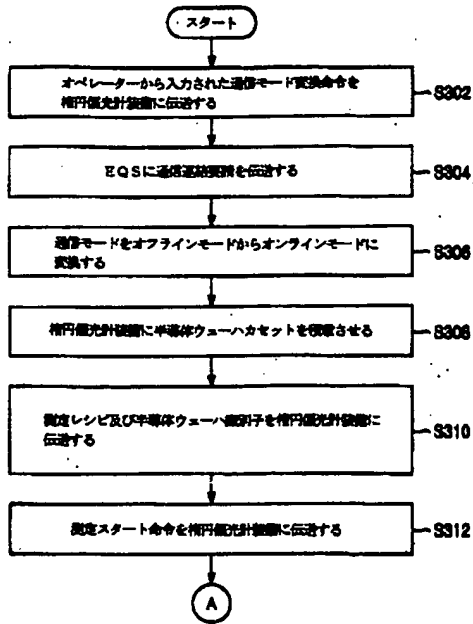 スタート
オペレーターから入力された通信モード変換命令を
楕円偏光計装備に伝送する
S302
EQSに通信連結要請を伝送する
S304
通信モードをオフラインモードからオンラインモードに
変換する
S306
楕円偏光計装備に半導体ウェーハカセットを積載させる
S308
測定レシピ及び半導体ウェーハ識別子を楕円偏光計装備に
伝送する
S310
測定スタート命令を楕円偏光計装備に伝送する
S312
A